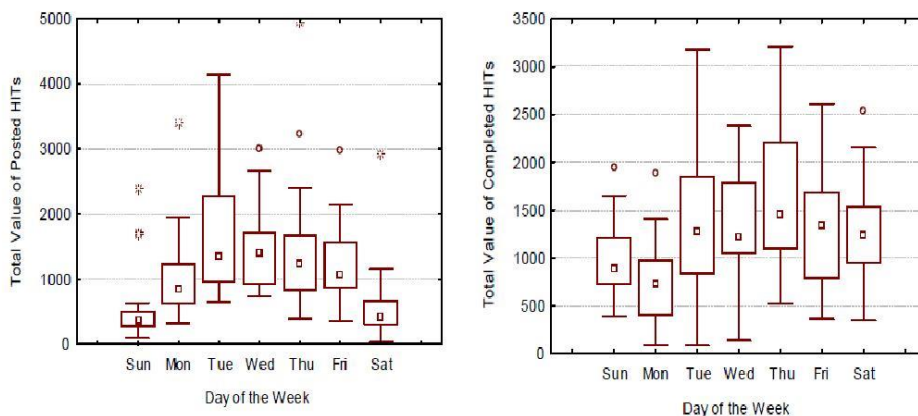 Total Value of Posted HITs
5000
4000
3000
2000
1000
0
Sun Mon Tue Wed Thu Fri Sat
Day of the Week
Total Value of Completed HITs
3500
3000
2500
2000
1500
1000
500
0
Sun Mon Tue Wed Thu Fri Sat
Day of the Week